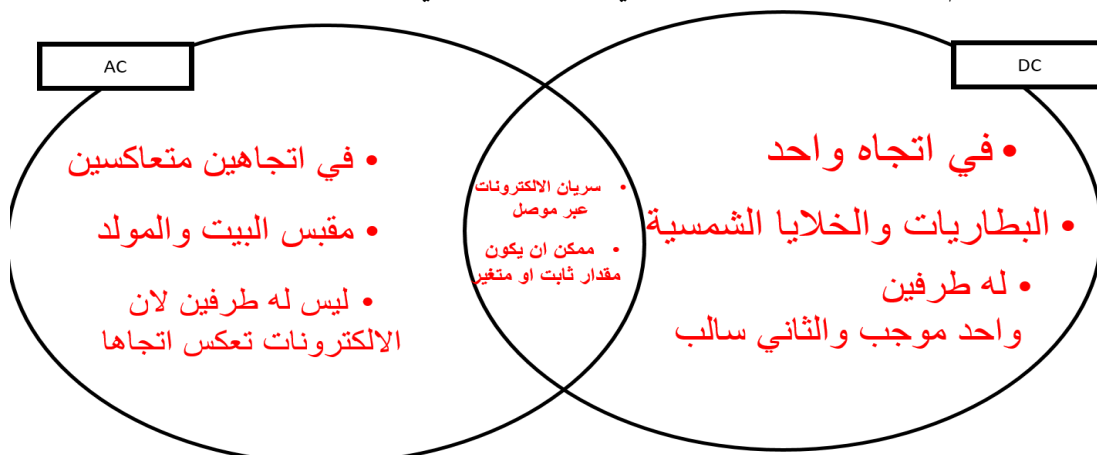 AC
DC
• في اتجاهين متعاكسين
• مقبس البيت والمولد
• ليس له طرفين لان
الالكترونات تعكس اتجاها
• سريان الالكترونات
عبر موصل
• ممكن ان يكون
مقدار ثابت او متغير
• في اتجاه واحد
• البطاريات والخلايا الشمسية
• له طرفين
واحد موجب والثاني سالب